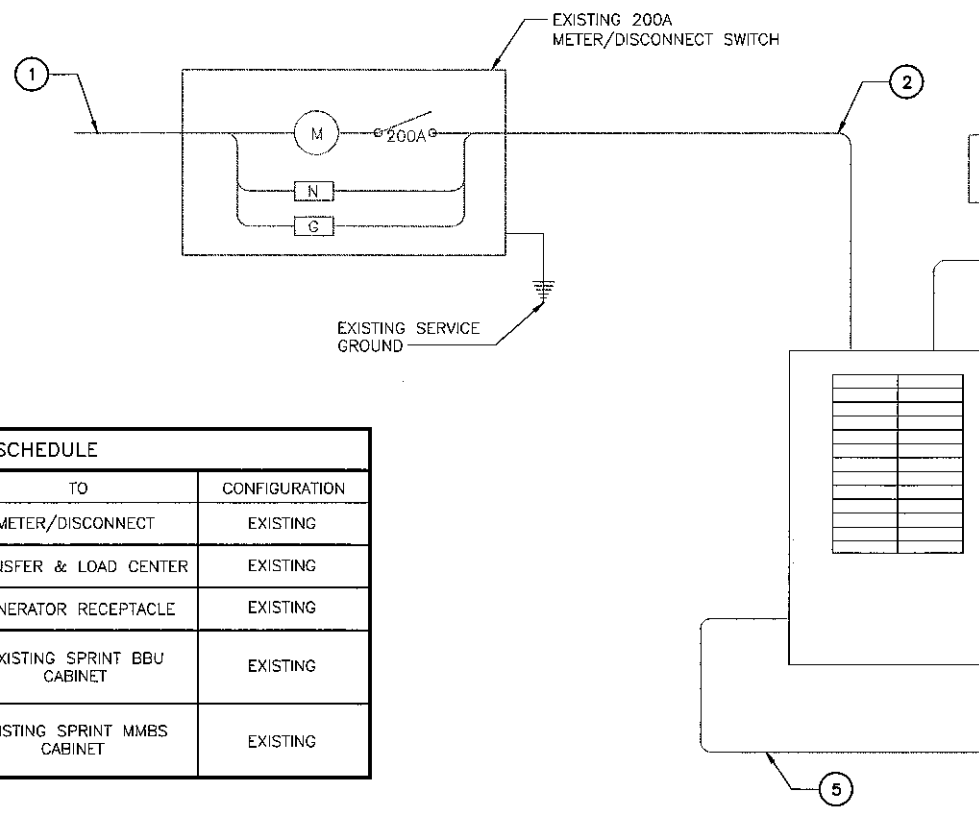 EXISTING 200A
METER/DISCONNECT SWITCH
1
2
M
200A
N
G
EXISTING SERVICE
GROUND
SCHEDULE
TO
CONFIGURATION
METER/DISCONNECT
EXISTING
NSFER & LOAD CENTER
EXISTING
NERATOR RECEPTACLE
EXISTING
XISTING SPRINT BBU
CABINET
EXISTING
ISTING SPRINT MMBS
CABINET
EXISTING
5